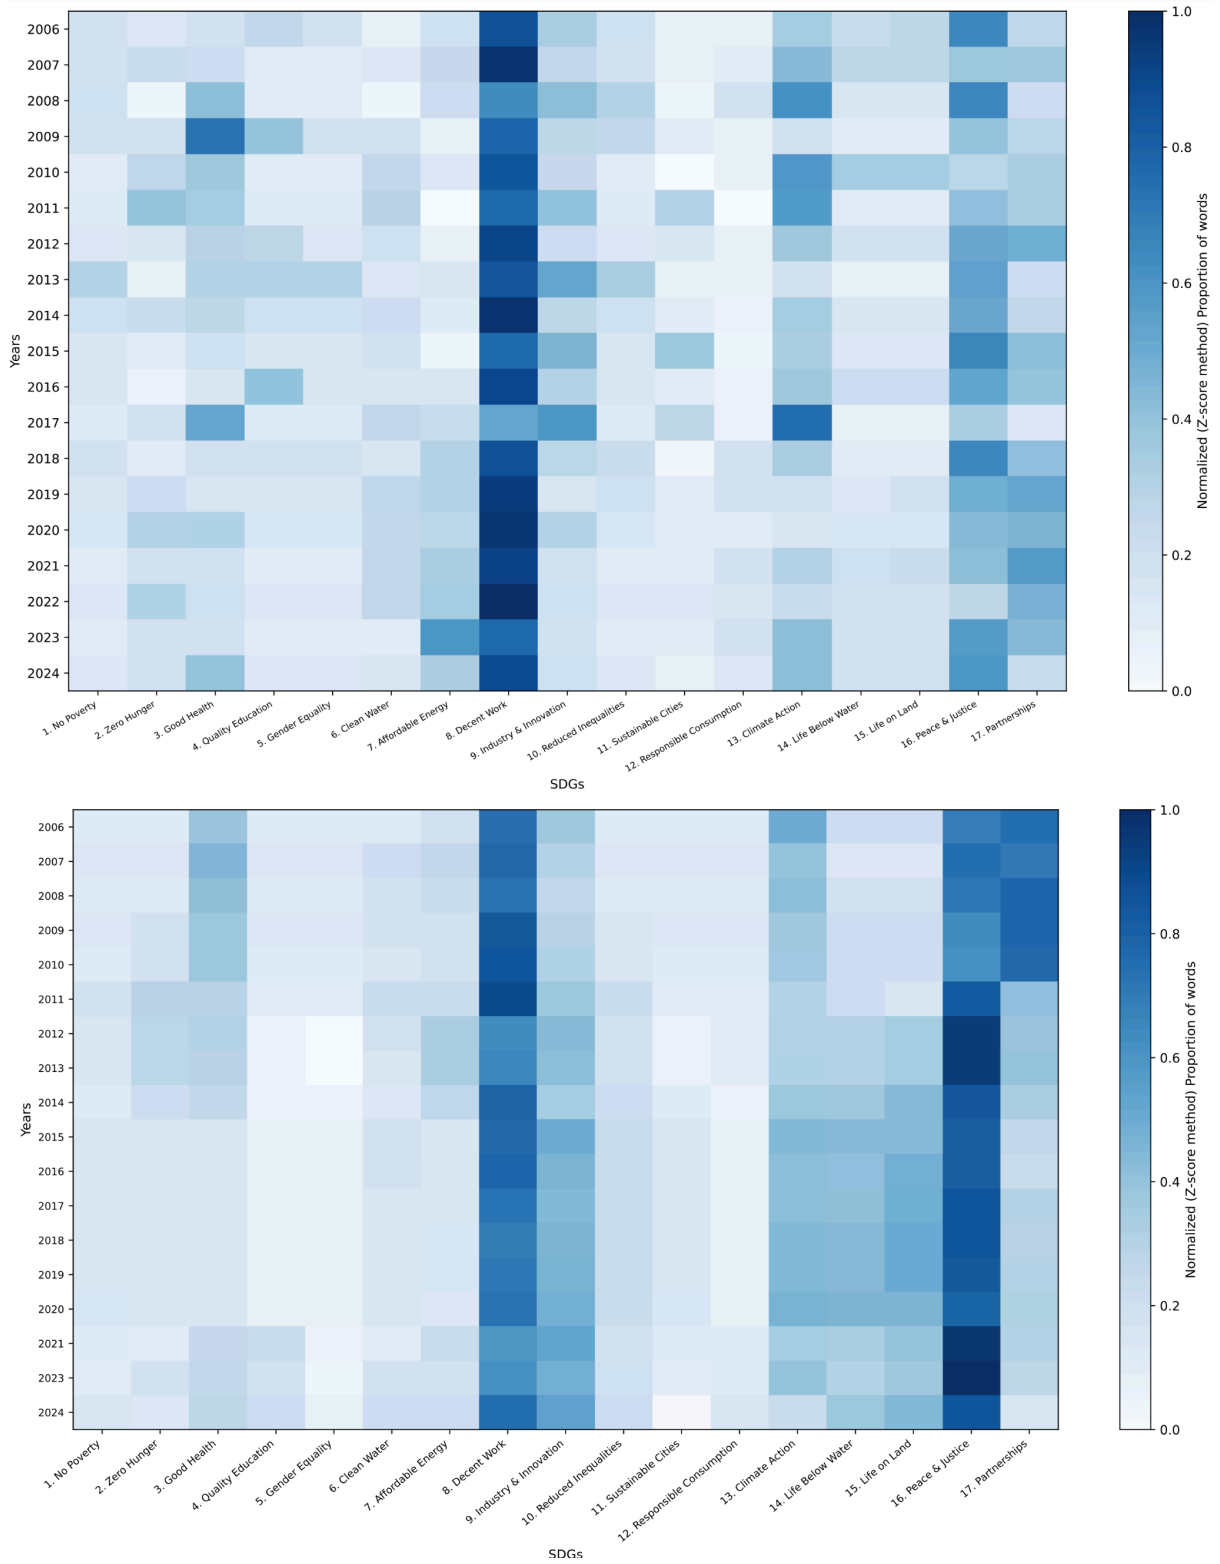 2006
2007
2008
2009
2010
2011
2012
2013
2014
2015
2016
2017
2018
2019
2020
2021
2022
2023
2024
Years
1. No Poverty
2. Zero Hunger
3. Good Health
4. Quality Education
5. Gender Equality
6. Clean Water
7. Affordable Energy
8. Decent Work
9. Industry & Innovation
10. Reduced Inequalities
11. Sustainable Cities
12. Responsible Consumption
13. Climate Action
14. Life Below Water
15. Life on Land
16. Peace & Justice
17. Partnerships
SDGs
1.0
0.8
0.6
0.4
0.2
0.0
Normalized (Z-score method) Proportion of words
2006
2007
2008
2009
2010
2011
2012
2013
2014
2015
2016
2017
2018
2019
2020
2021
2023
2024
Years
1. No Poverty
2. Zero Hunger
3. Good Health
4. Quality Education
5. Gender Equality
6. Clean Water
7. Affordable Energy
8. Decent Work
9. Industry & Innovation
10. Reduced Inequalities
11. Sustainable Cities
12. Responsible Consumption
13. Climate Action
14. Life Below Water
15. Life on Land
16. Peace & Justice
17. Partnerships
SDGs
1.0
0.8
0.6
0.4
0.2
0.0
Normalized (Z-score method) Proportion of words